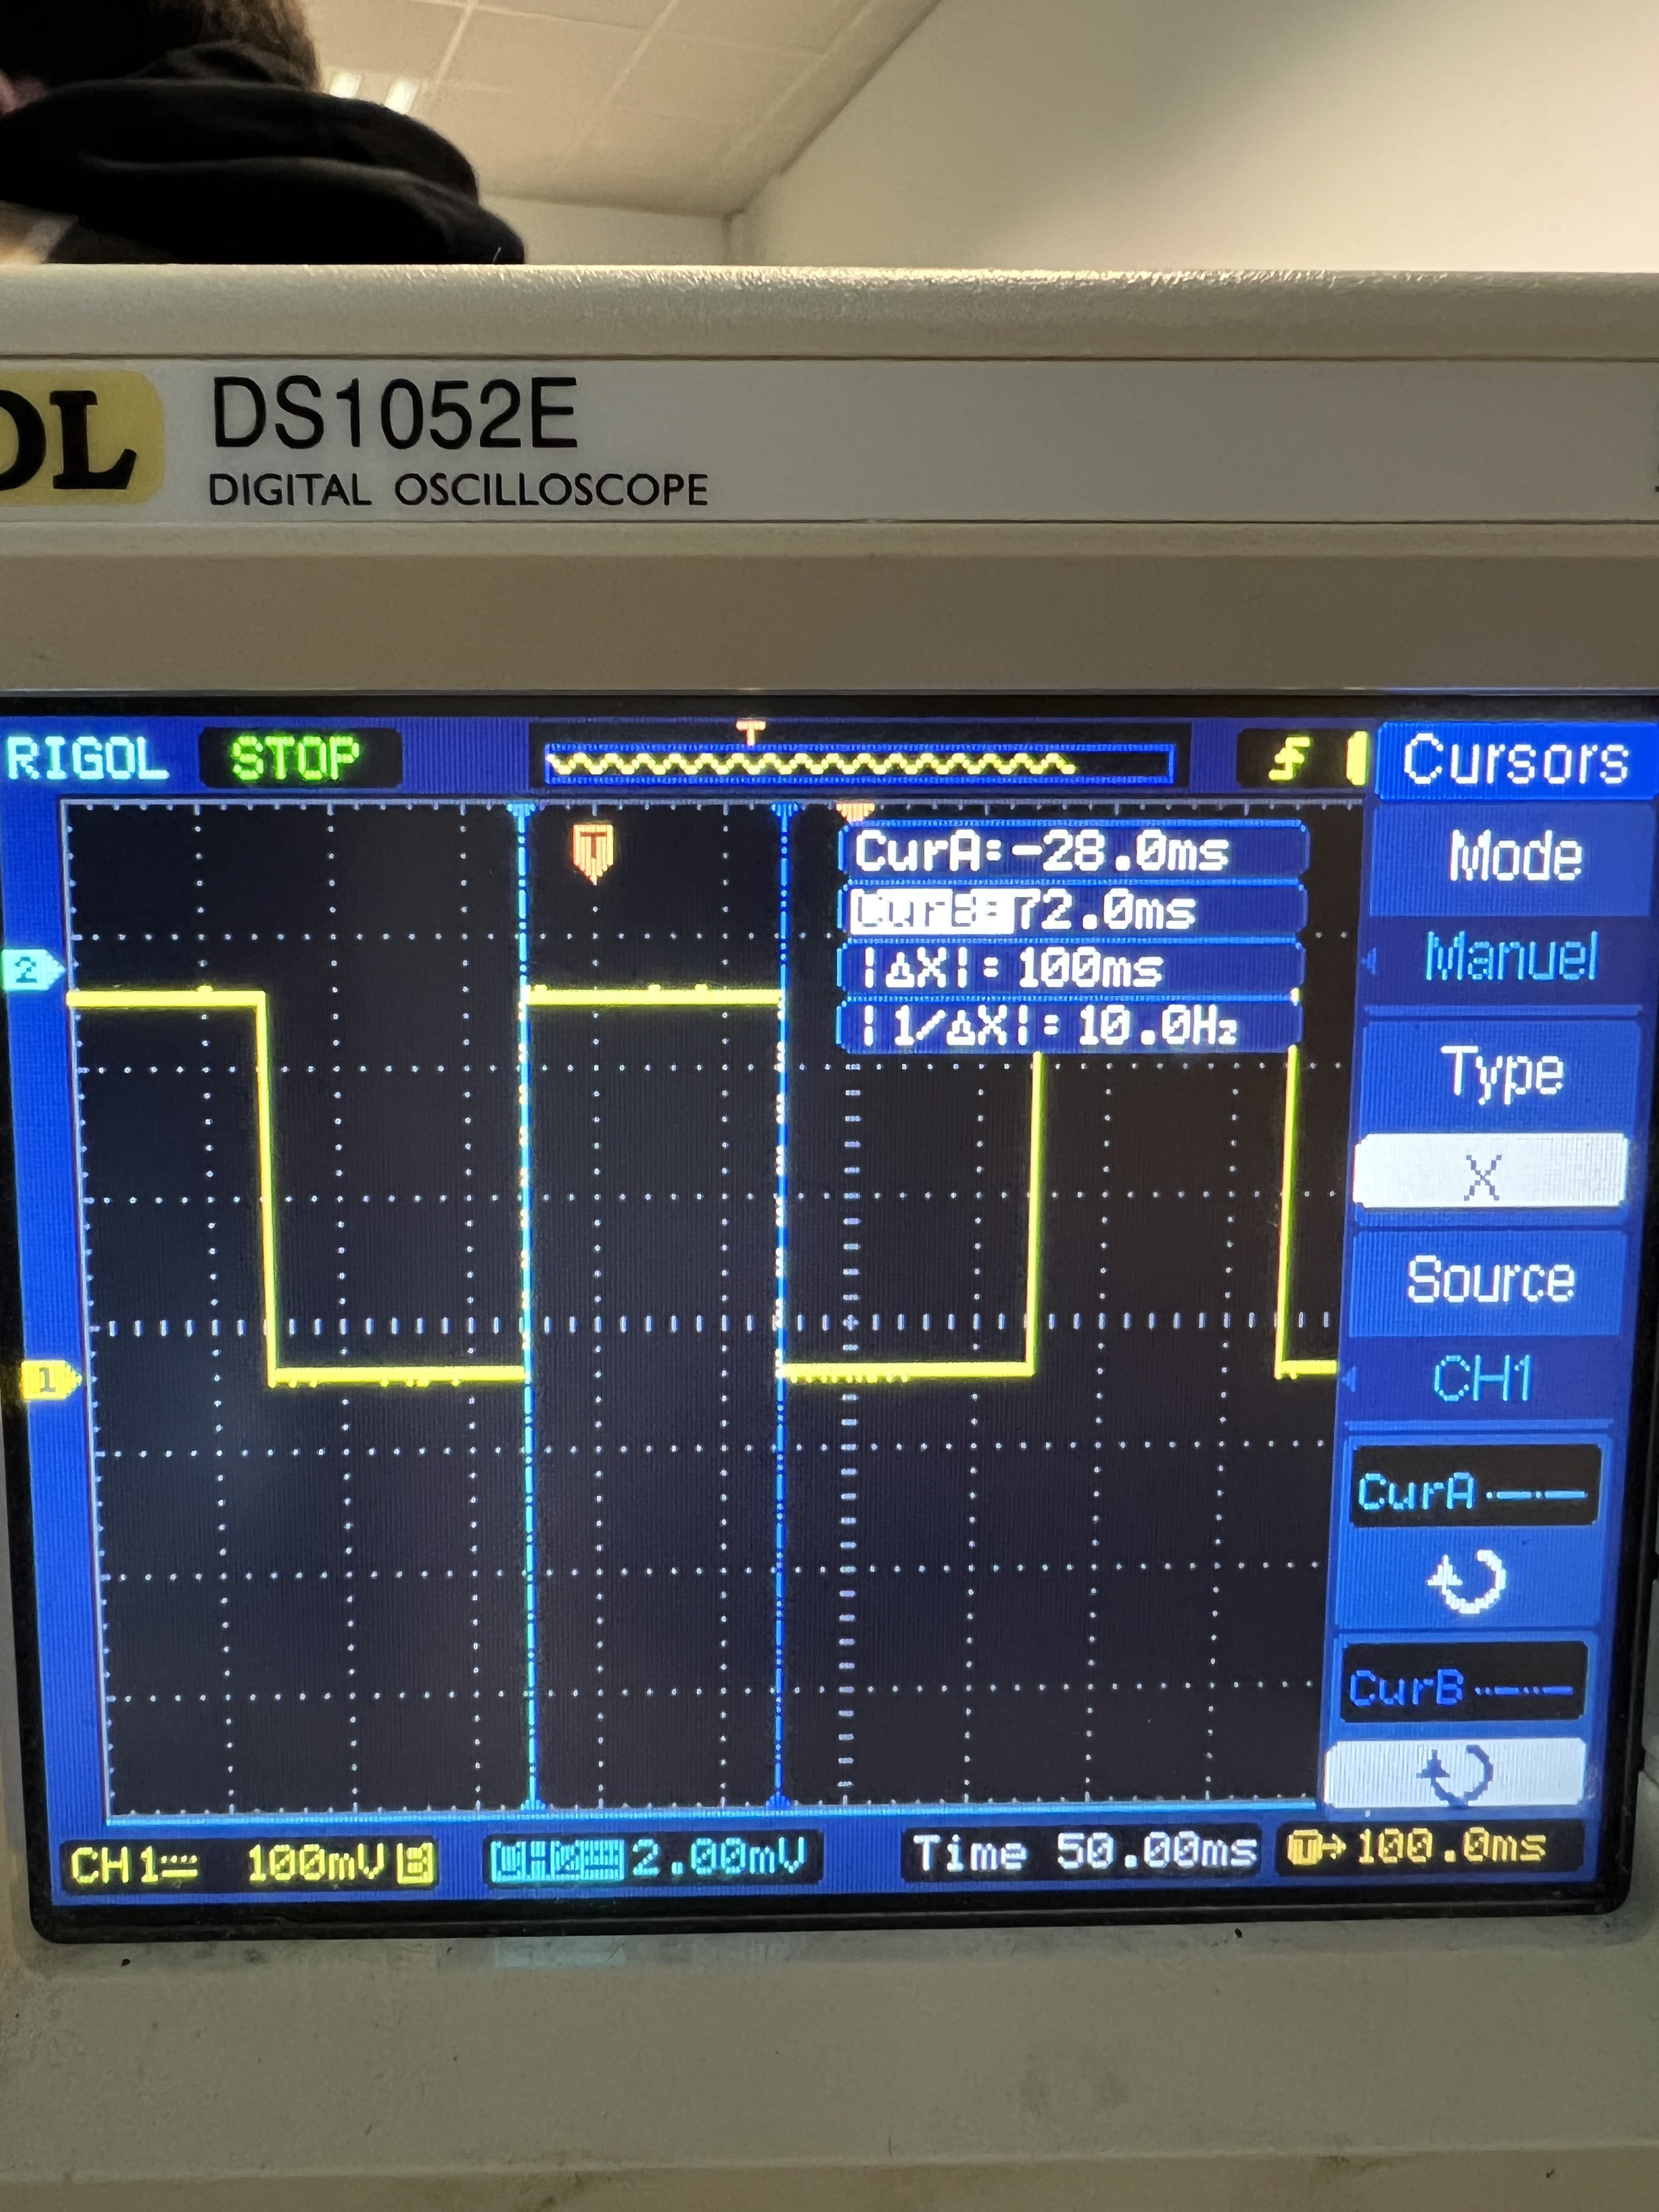 OL DS1052E
DIGITAL OSCILLOSCOPE
RIGOL STOP T Cursors
T
CurA:-28.0ms
CurB:72.0ms
|ΔX|: 100ms
|1/ΔX|: 10.0Hz
Mode
Manuel
Type
X
Source
CH1
CurA
CurB
2
1
CH1 100mV B 2.00mV Time 50.00ms T→100.0ms